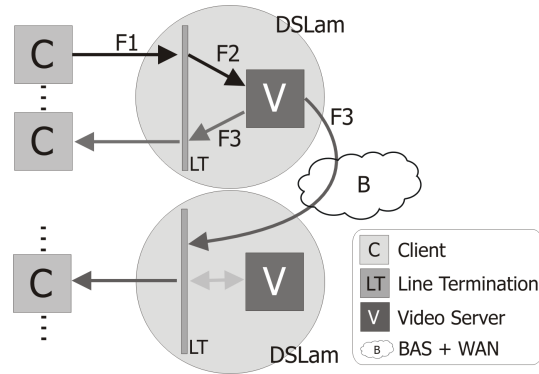 DSLam
C
F1
F2
V
F3
C
F3
LT
B
C
V
LT
DSLam
C Client
LT Line Termination
V Video Server
B BAS + WAN